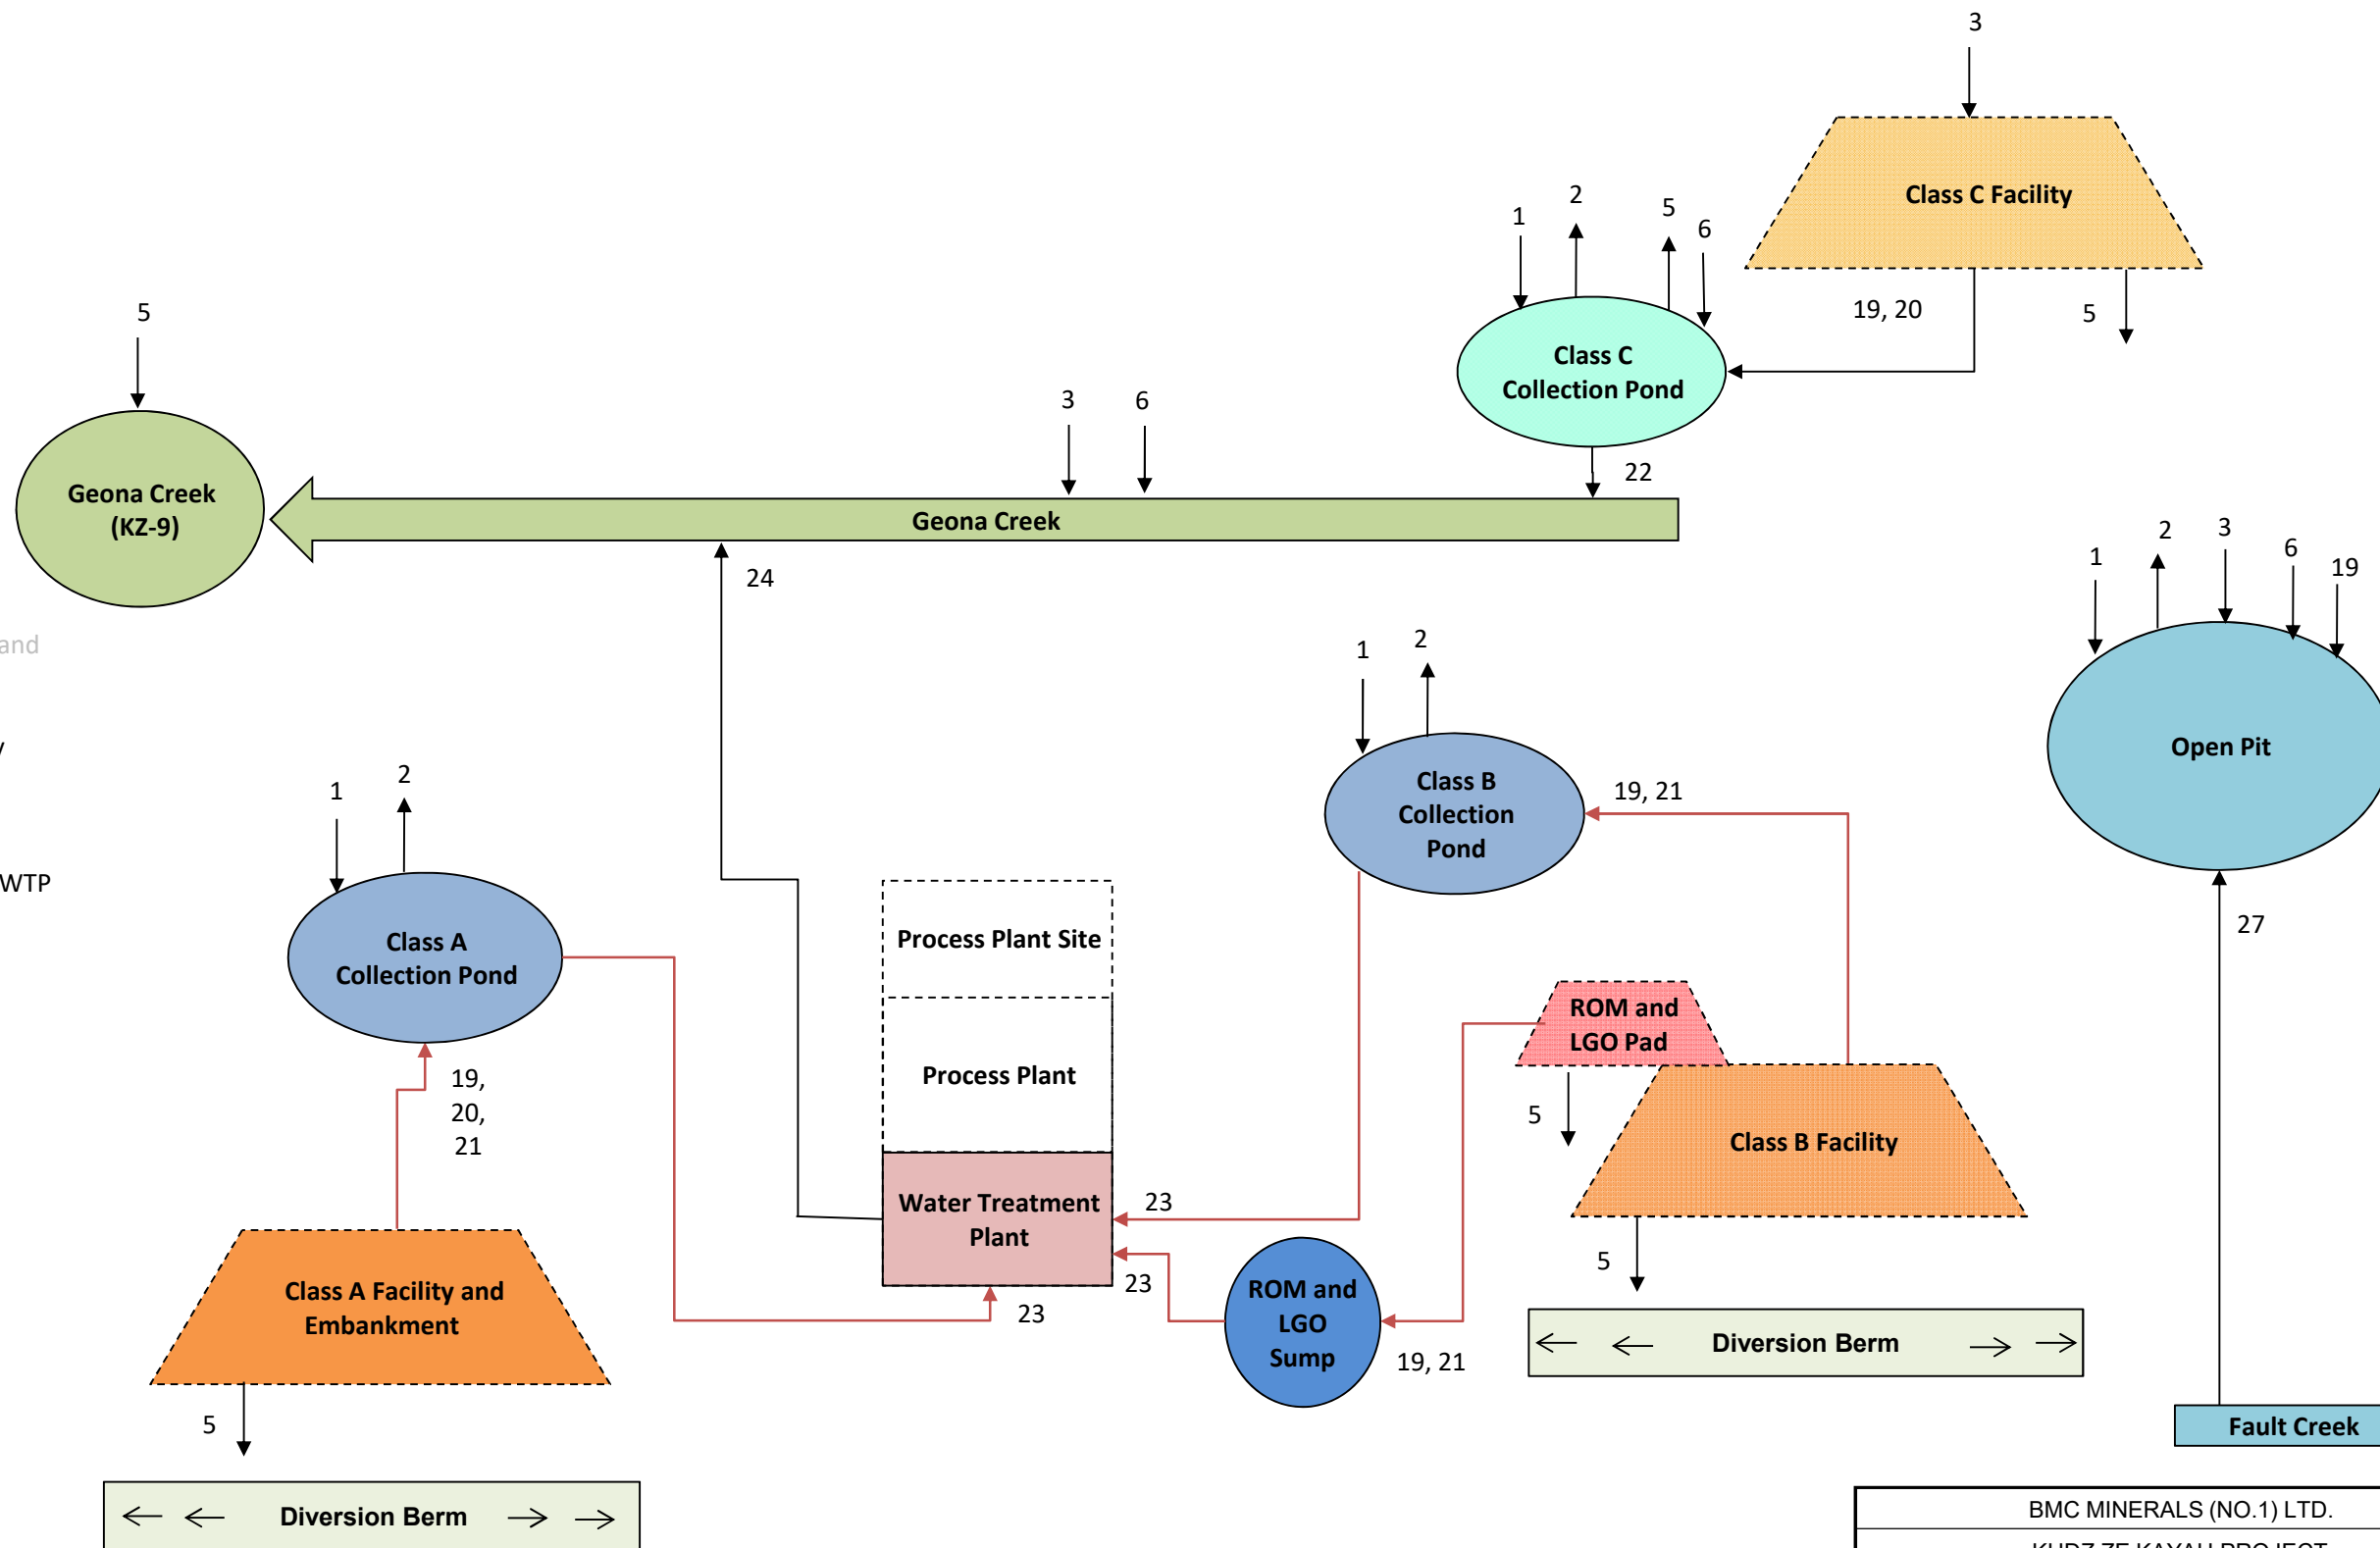 3
Class C Facility
1
2
5
6
19, 20
5
Class C
Collection Pond
22
5
3
6
Geona Creek
(KZ-9)
Geona Creek
24
1
2
3
6
19
Open Pit
27
Fault Creek
and
y
WTP
1
2
Class B
Collection
Pond
19, 21
1
2
Class A
Collection Pond
19,
20,
21
Process Plant Site
Process Plant
Water Treatment
Plant
23
23
23
ROM and
LGO Pad
5
Class B Facility
5
ROM and
LGO
Sump
19, 21
Diversion Berm
Class A Facility and
Embankment
5
Diversion Berm
BMC MINERALS (NO.1) LTD.
KUDZ ZE KAYAH PROJECT